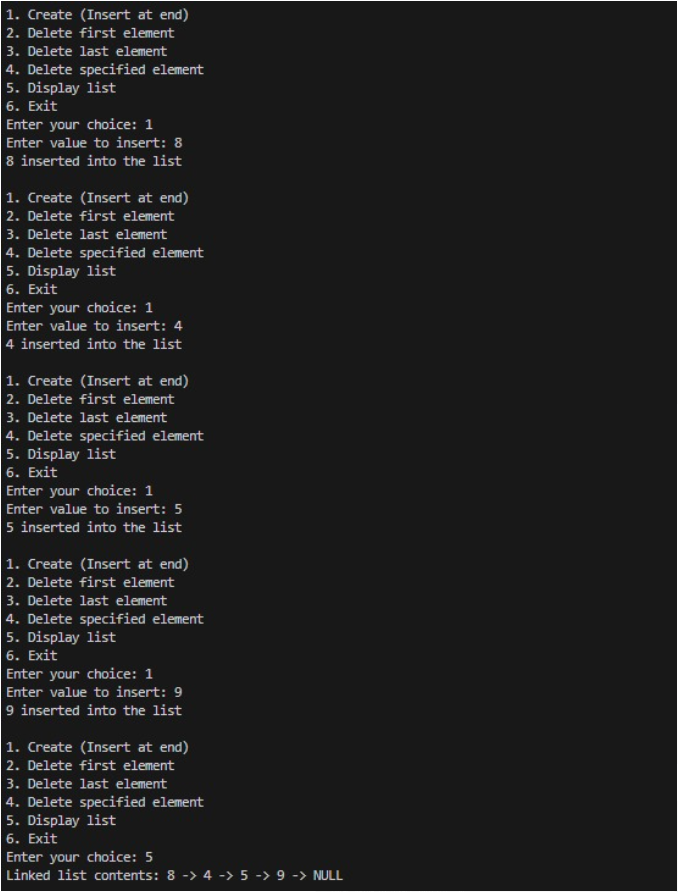 1. Create (Insert at end)
2. Delete first element
3. Delete last element
4. Delete specified element
5. Display list
6. Exit
Enter your choice: 1
Enter value to insert: 8
8 inserted into the list

1. Create (Insert at end)
2. Delete first element
3. Delete last element
4. Delete specified element
5. Display list
6. Exit
Enter your choice: 1
Enter value to insert: 4
4 inserted into the list

1. Create (Insert at end)
2. Delete first element
3. Delete last element
4. Delete specified element
5. Display list
6. Exit
Enter your choice: 1
Enter value to insert: 5
5 inserted into the list

1. Create (Insert at end)
2. Delete first element
3. Delete last element
4. Delete specified element
5. Display list
6. Exit
Enter your choice: 1
Enter value to insert: 9
9 inserted into the list

1. Create (Insert at end)
2. Delete first element
3. Delete last element
4. Delete specified element
5. Display list
6. Exit
Enter your choice: 5
Linked list contents: 8 -> 4 -> 5 -> 9 -> NULL